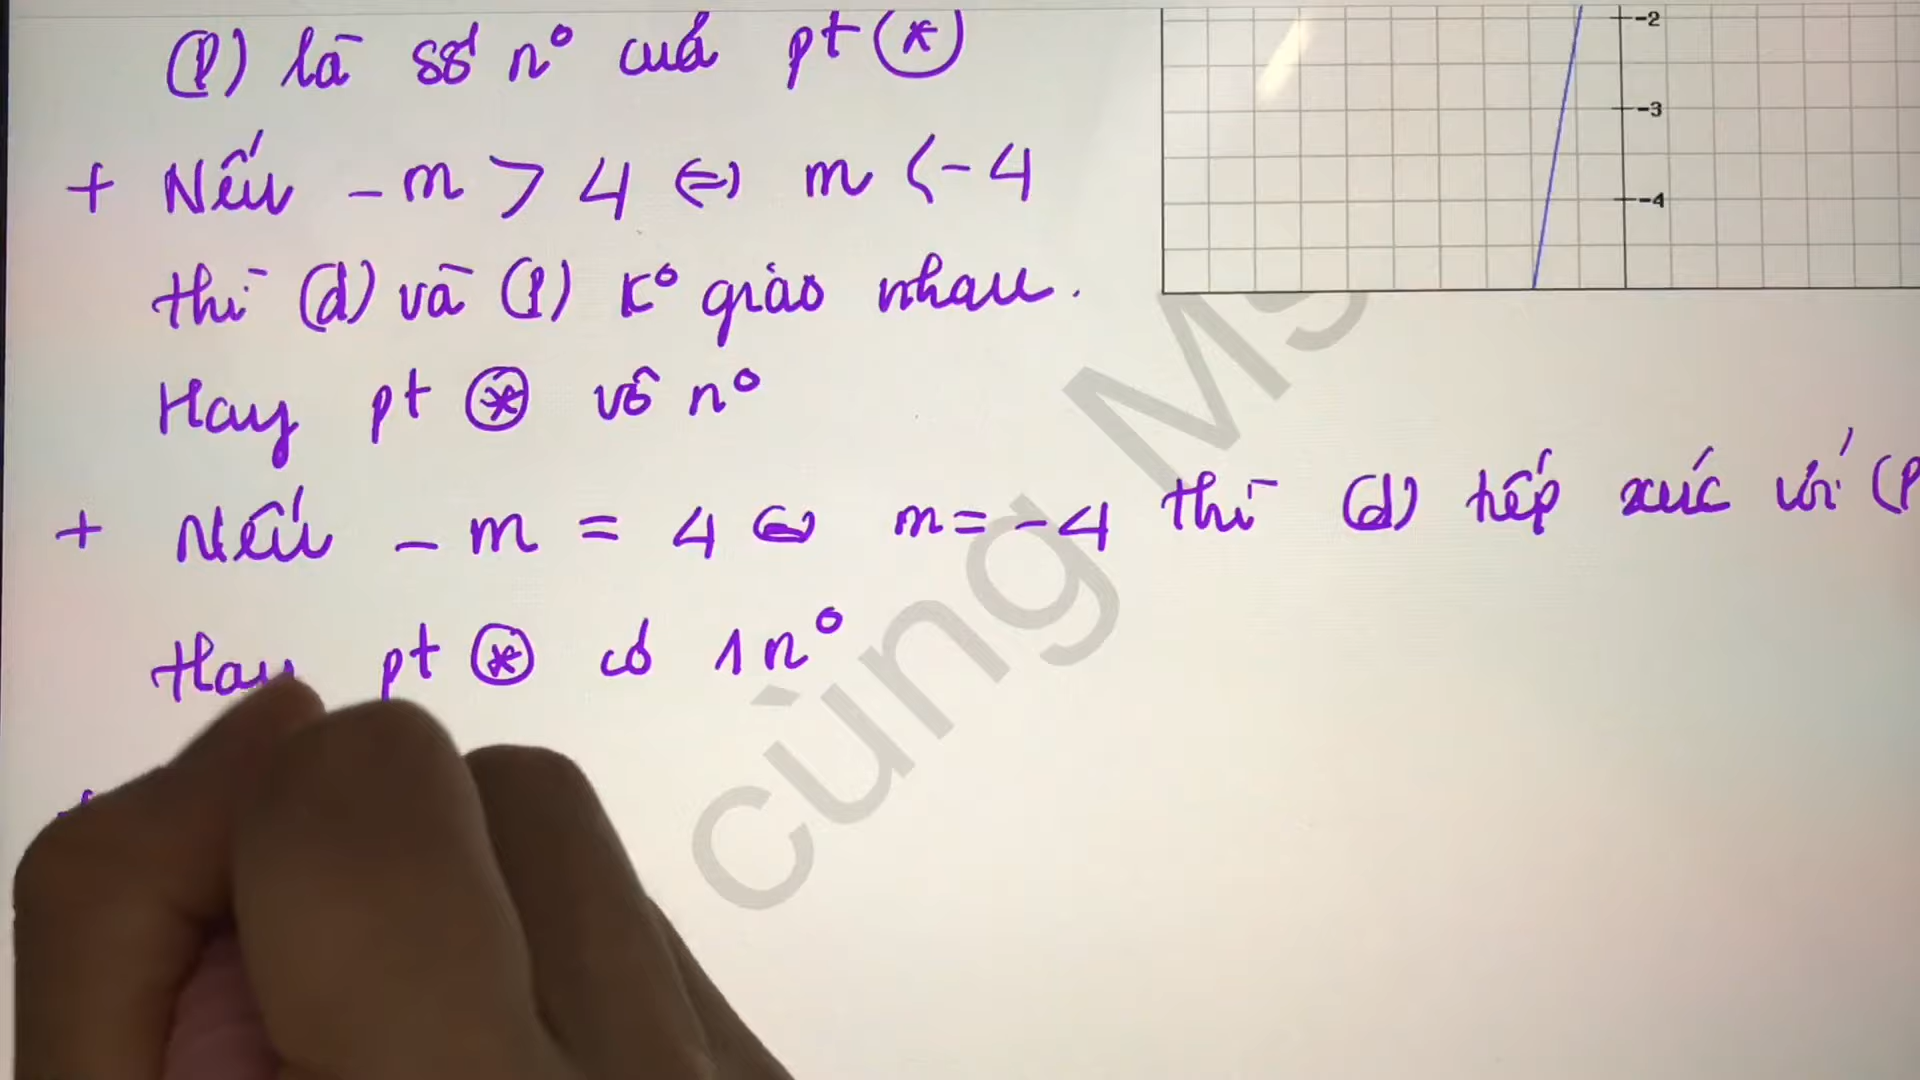 (P) là số n° của pt (*)
-2
-3
+ Nếu -m > 4 ⇔ m < -4
-4
thì (d) và (P) k° giao nhau.
Hay pt (*) vô n°
+ Nếu -m = 4 ⇔ m = -4 thì (d) tiếp xúc với (P
Hay pt (*) có 1 n°
cùng Ms